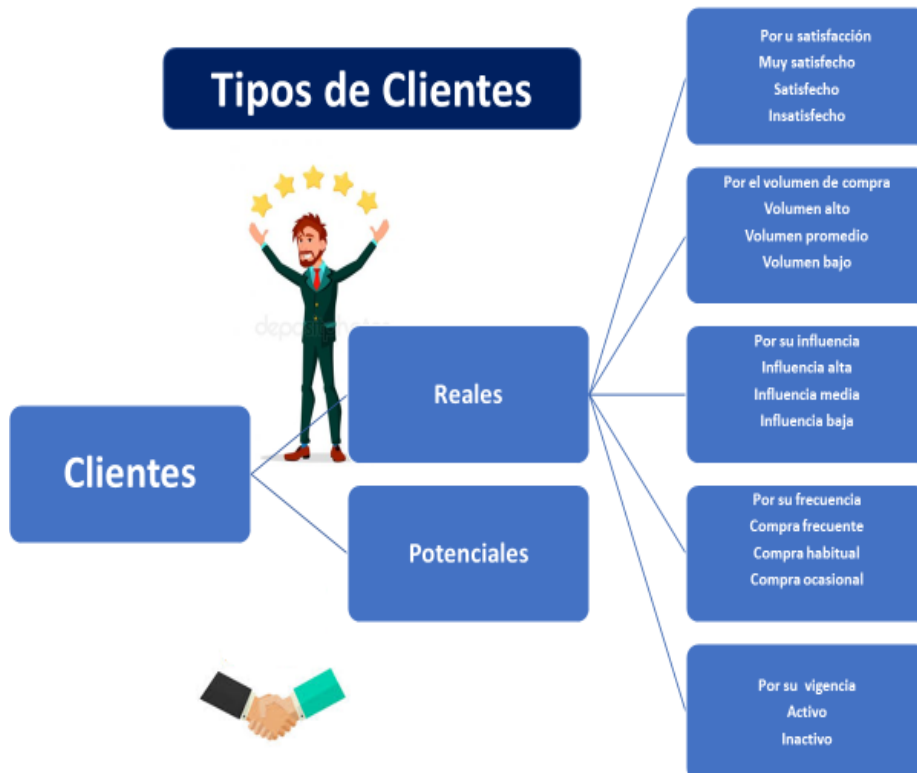 Tipos de Clientes
Clientes
Reales
Potenciales
Por u satisfacción
Muy satisfecho
Satisfecho
Insatisfecho
Por el volumen de compra
Volumen alto
Volumen promedio
Volumen bajo
Por su influencia
Influencia alta
Influencia media
Influencia baja
Por su frecuencia
Compra frecuente
Compra habitual
Compra ocasional
Por su vigencia
Activo
Inactivo